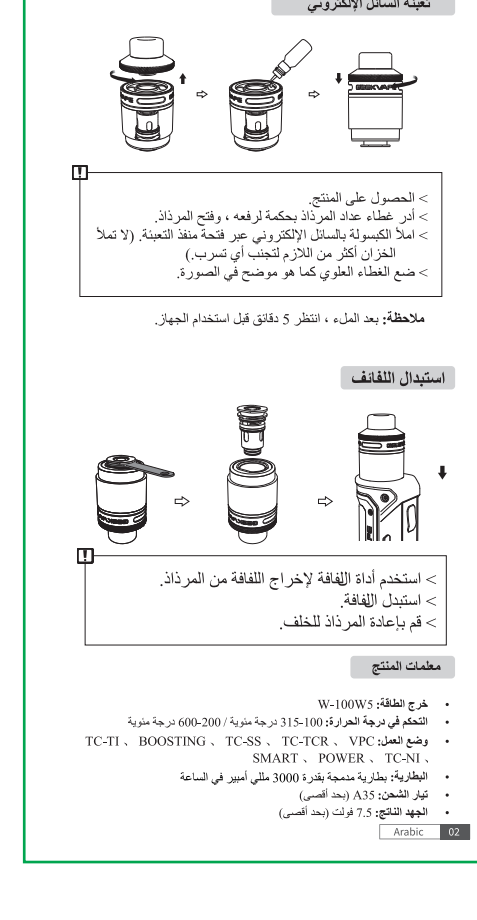 تعبئة السائل الإلكتروني
> الحصول على المنتج.
> أدر غطاء عداد المرذاذ بحكمة لرفعه ، وفتح المرذاذ.
> املأ الكبسولة بالسائل الإلكتروني عبر فتحة منفذ التعبئة. (لا تملأ
الخزان أكثر من اللازم لتجنب أي تسرب.)
> ضع الغطاء العلوي كما هو موضح في الصورة.
ملاحظة: بعد الملء ، انتظر 5 دقائق قبل استخدام الجهاز.
استبدال اللفائف
> استخدم أداة اللفافة لإخراج اللفافة من المرذاذ.
> استبدل اللفافة.
> قم بإعادة المرذاذ للخلف.
معلمات المنتج
• خرج الطاقة: W-100W5
• التحكم في درجة الحرارة: 100-315 درجة مئوية / 200-600 درجة مئوية
• وضع العمل: TC-TI 、 BOOSTING 、 TC-SS 、 TC-TCR 、 VPC
SMART 、 POWER 、 TC-NI 、
• البطارية: بطارية مدمجة بقدرة 3000 مللي أمبير في الساعة
• تيار الشحن: A35 (بحد أقصى)
• الجهد الناتج: 7.5 فولت (بحد أقصى)
Arabic 02